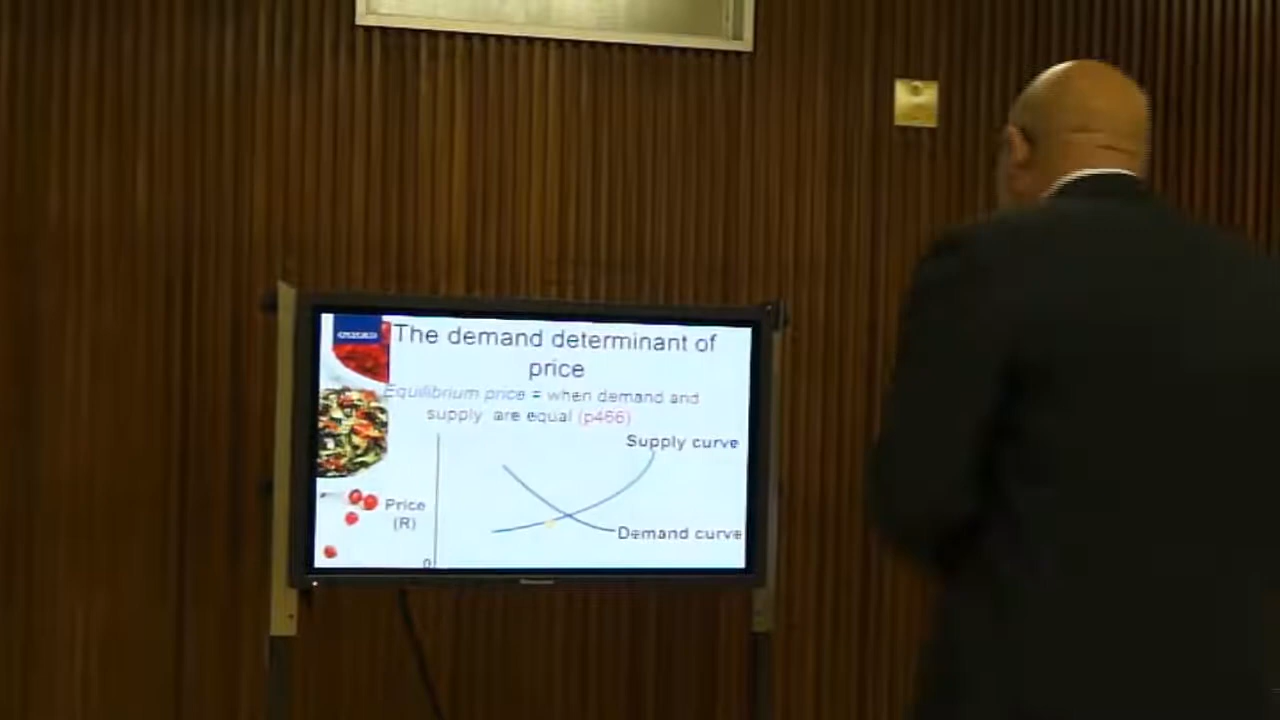 OXFORD
The demand determinant of
price
Equilibrium price = when demand and
supply are equal (p466)
Supply curve
Price
(R)
Demand curve
0